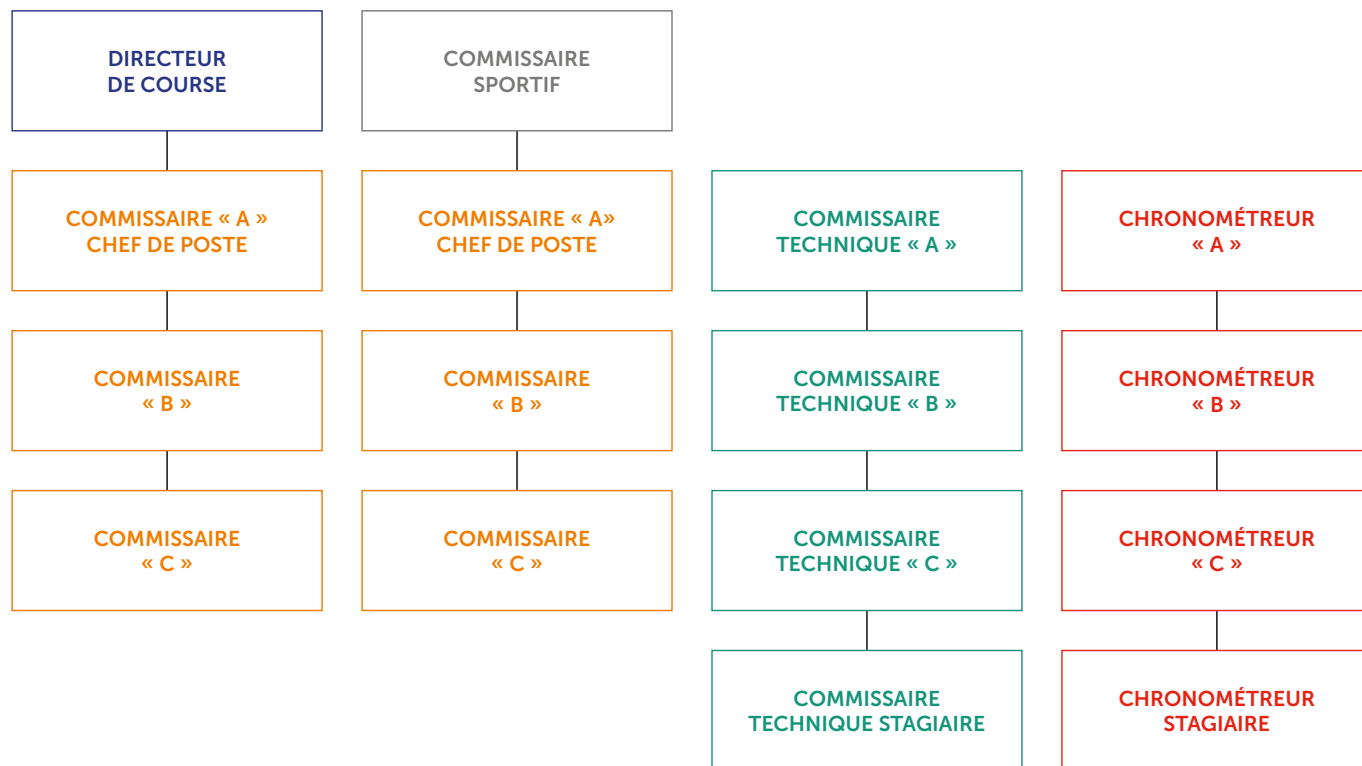 DIRECTEUR
DE COURSE
COMMISSAIRE
SPORTIF
COMMISSAIRE « A »
CHEF DE POSTE
COMMISSAIRE « A»
CHEF DE POSTE
COMMISSAIRE
TECHNIQUE « A »
CHRONOMÉTREUR
« A »
COMMISSAIRE
« B »
COMMISSAIRE
« B »
COMMISSAIRE
TECHNIQUE « B »
CHRONOMÉTREUR
« B »
COMMISSAIRE
« C »
COMMISSAIRE
« C »
COMMISSAIRE
TECHNIQUE « C »
CHRONOMÉTREUR
« C »
COMMISSAIRE
TECHNIQUE STAGIAIRE
CHRONOMÉTREUR
STAGIAIRE